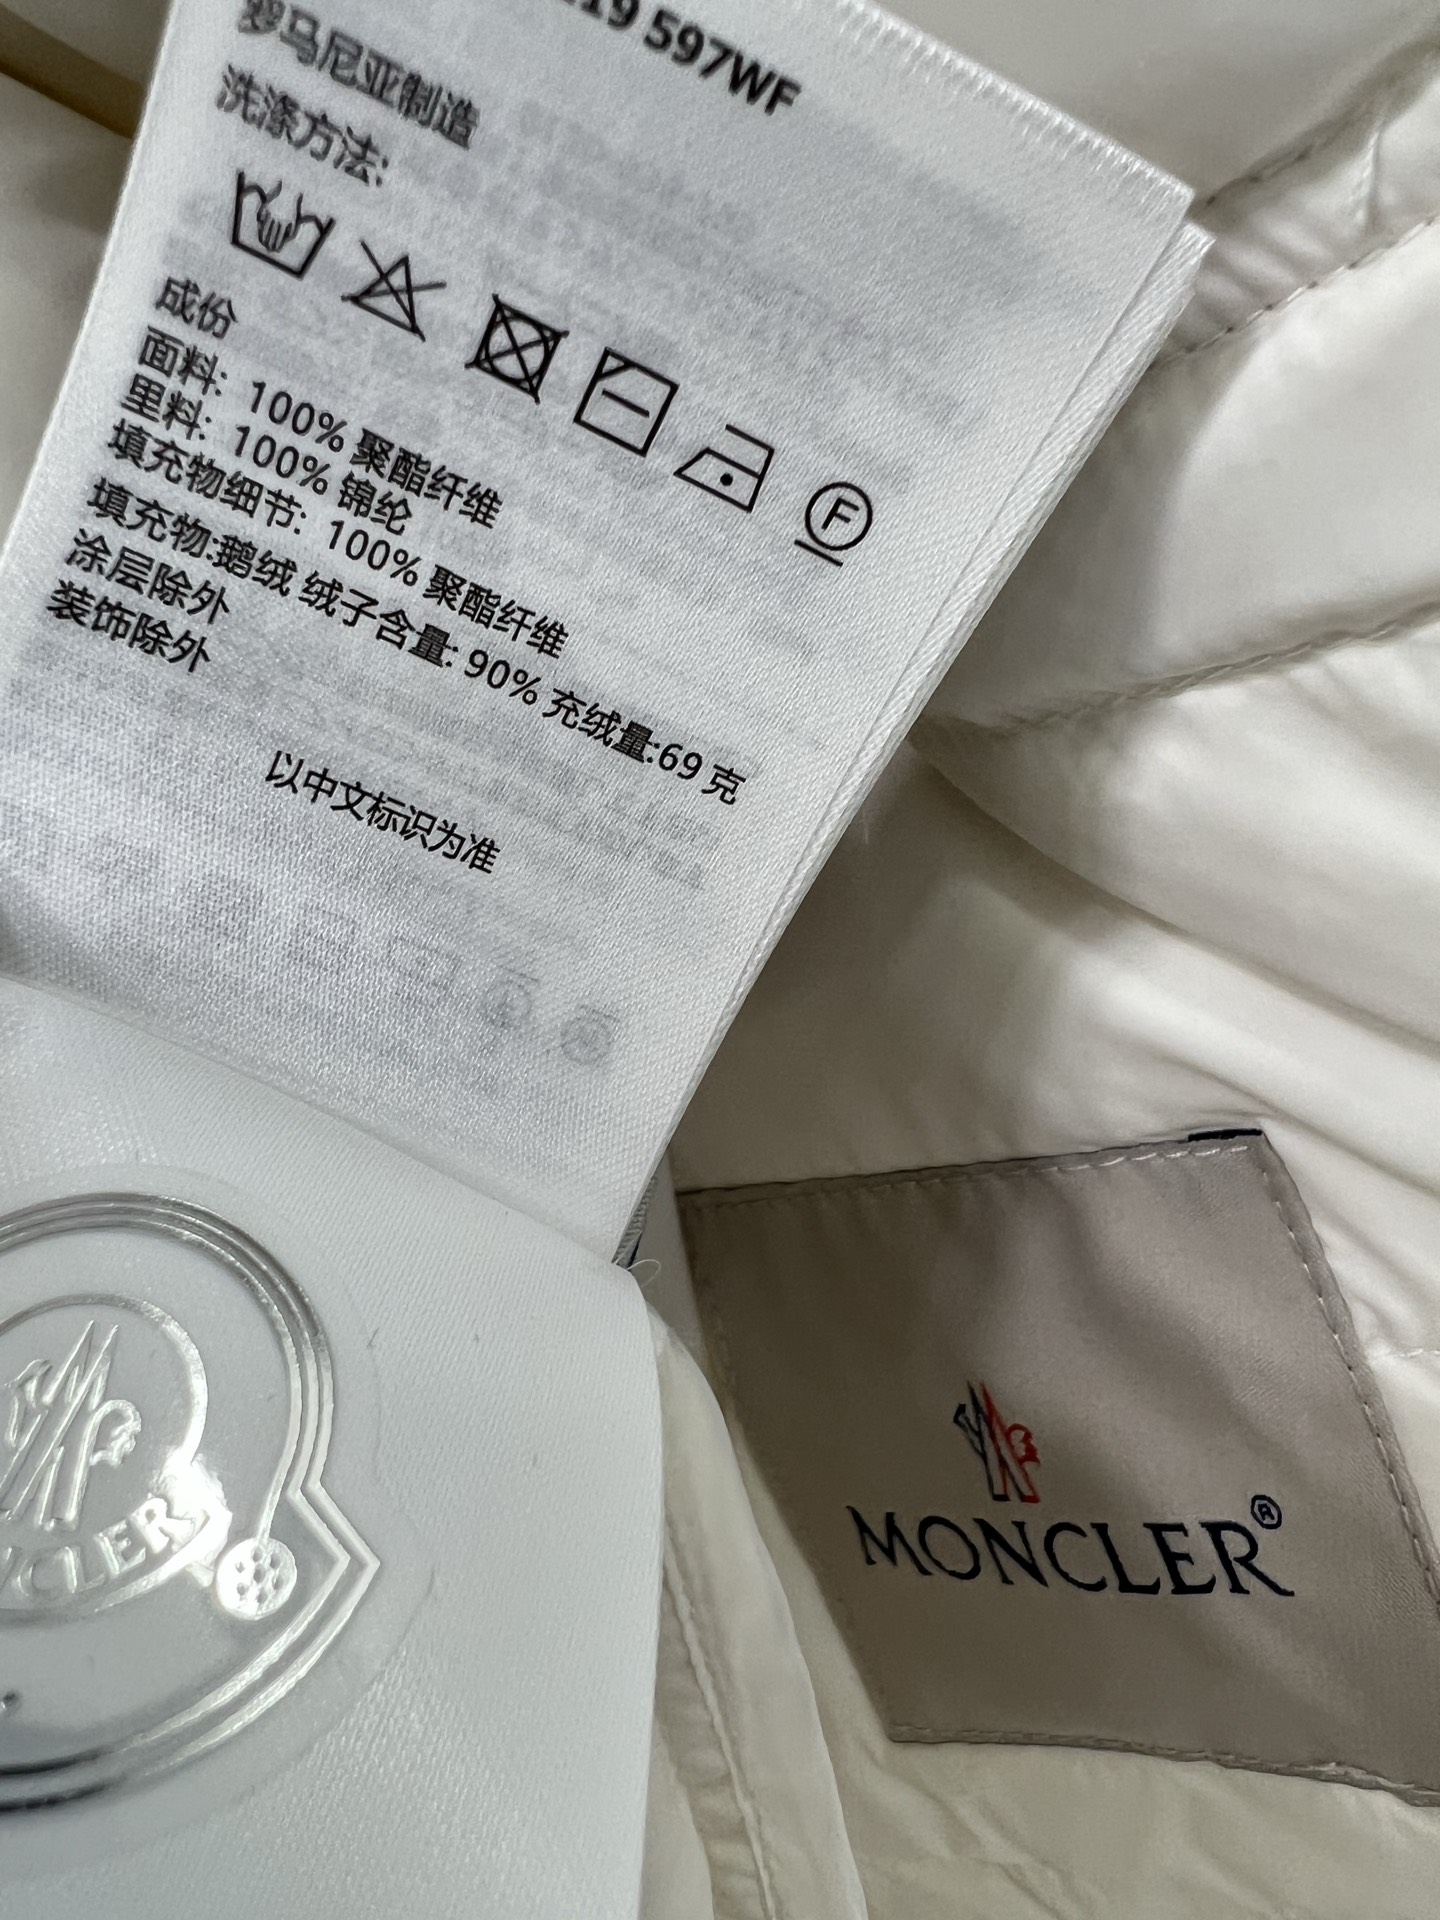 597WF
罗马尼亚制造
洗涤方法:
F
成份
面料: 100% 聚酯纤维
里料: 100% 锦纶
填充物细节: 100% 聚酯纤维
填充物:鹅绒 绒子含量: 90% 充绒量:69 克
涂层除外
装饰除外
以中文标识为准
MONCLER®